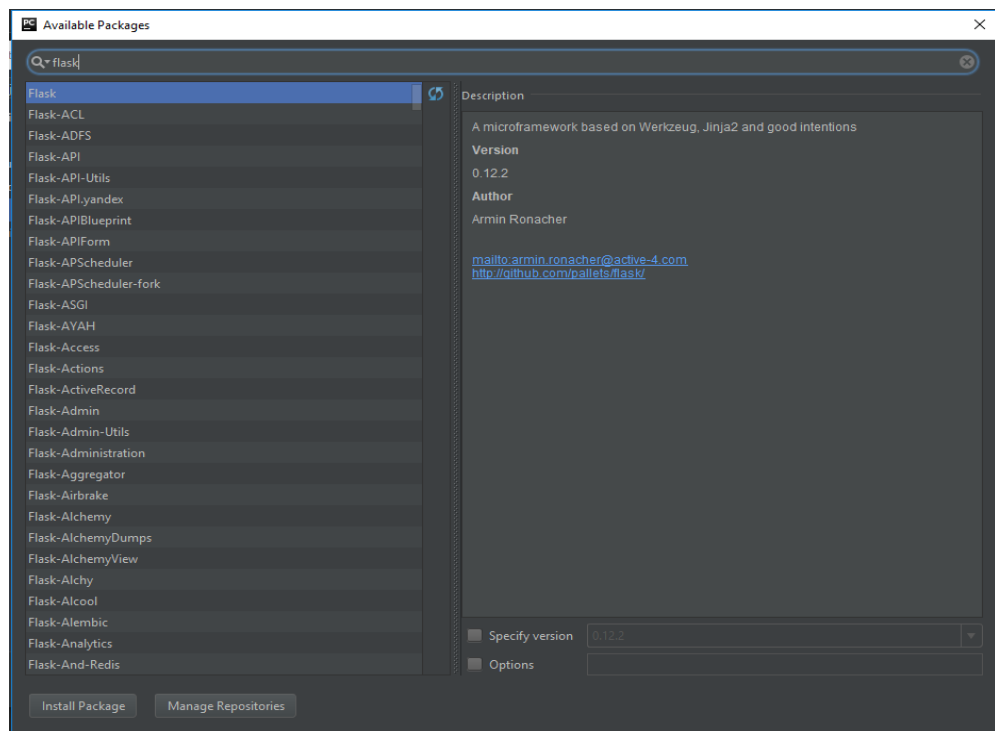 PC Available Packages
flask
Flask
Flask-ACL
Flask-ADFS
Flask-API
Flask-API-Utils
Flask-API.yandex
Flask-APIBlueprint
Flask-APIForm
Flask-APScheduler
Flask-APScheduler-fork
Flask-ASGI
Flask-AYAH
Flask-Access
Flask-Actions
Flask-ActiveRecord
Flask-Admin
Flask-Admin-Utils
Flask-Administration
Flask-Aggregator
Flask-Airbrake
Flask-Alchemy
Flask-AlchemyDumps
Flask-AlchemyView
Flask-Alchy
Flask-Alcool
Flask-Alembic
Flask-Analytics
Flask-And-Redis
Description
A microframework based on Werkzeug, Jinja2 and good intentions
Version
0.12.2
Author
Armin Ronacher
mailto:armin.ronacher@active-4.com
http://github.com/pallets/flask/
Specify version 0.12.2
Options
Install Package Manage Repositories